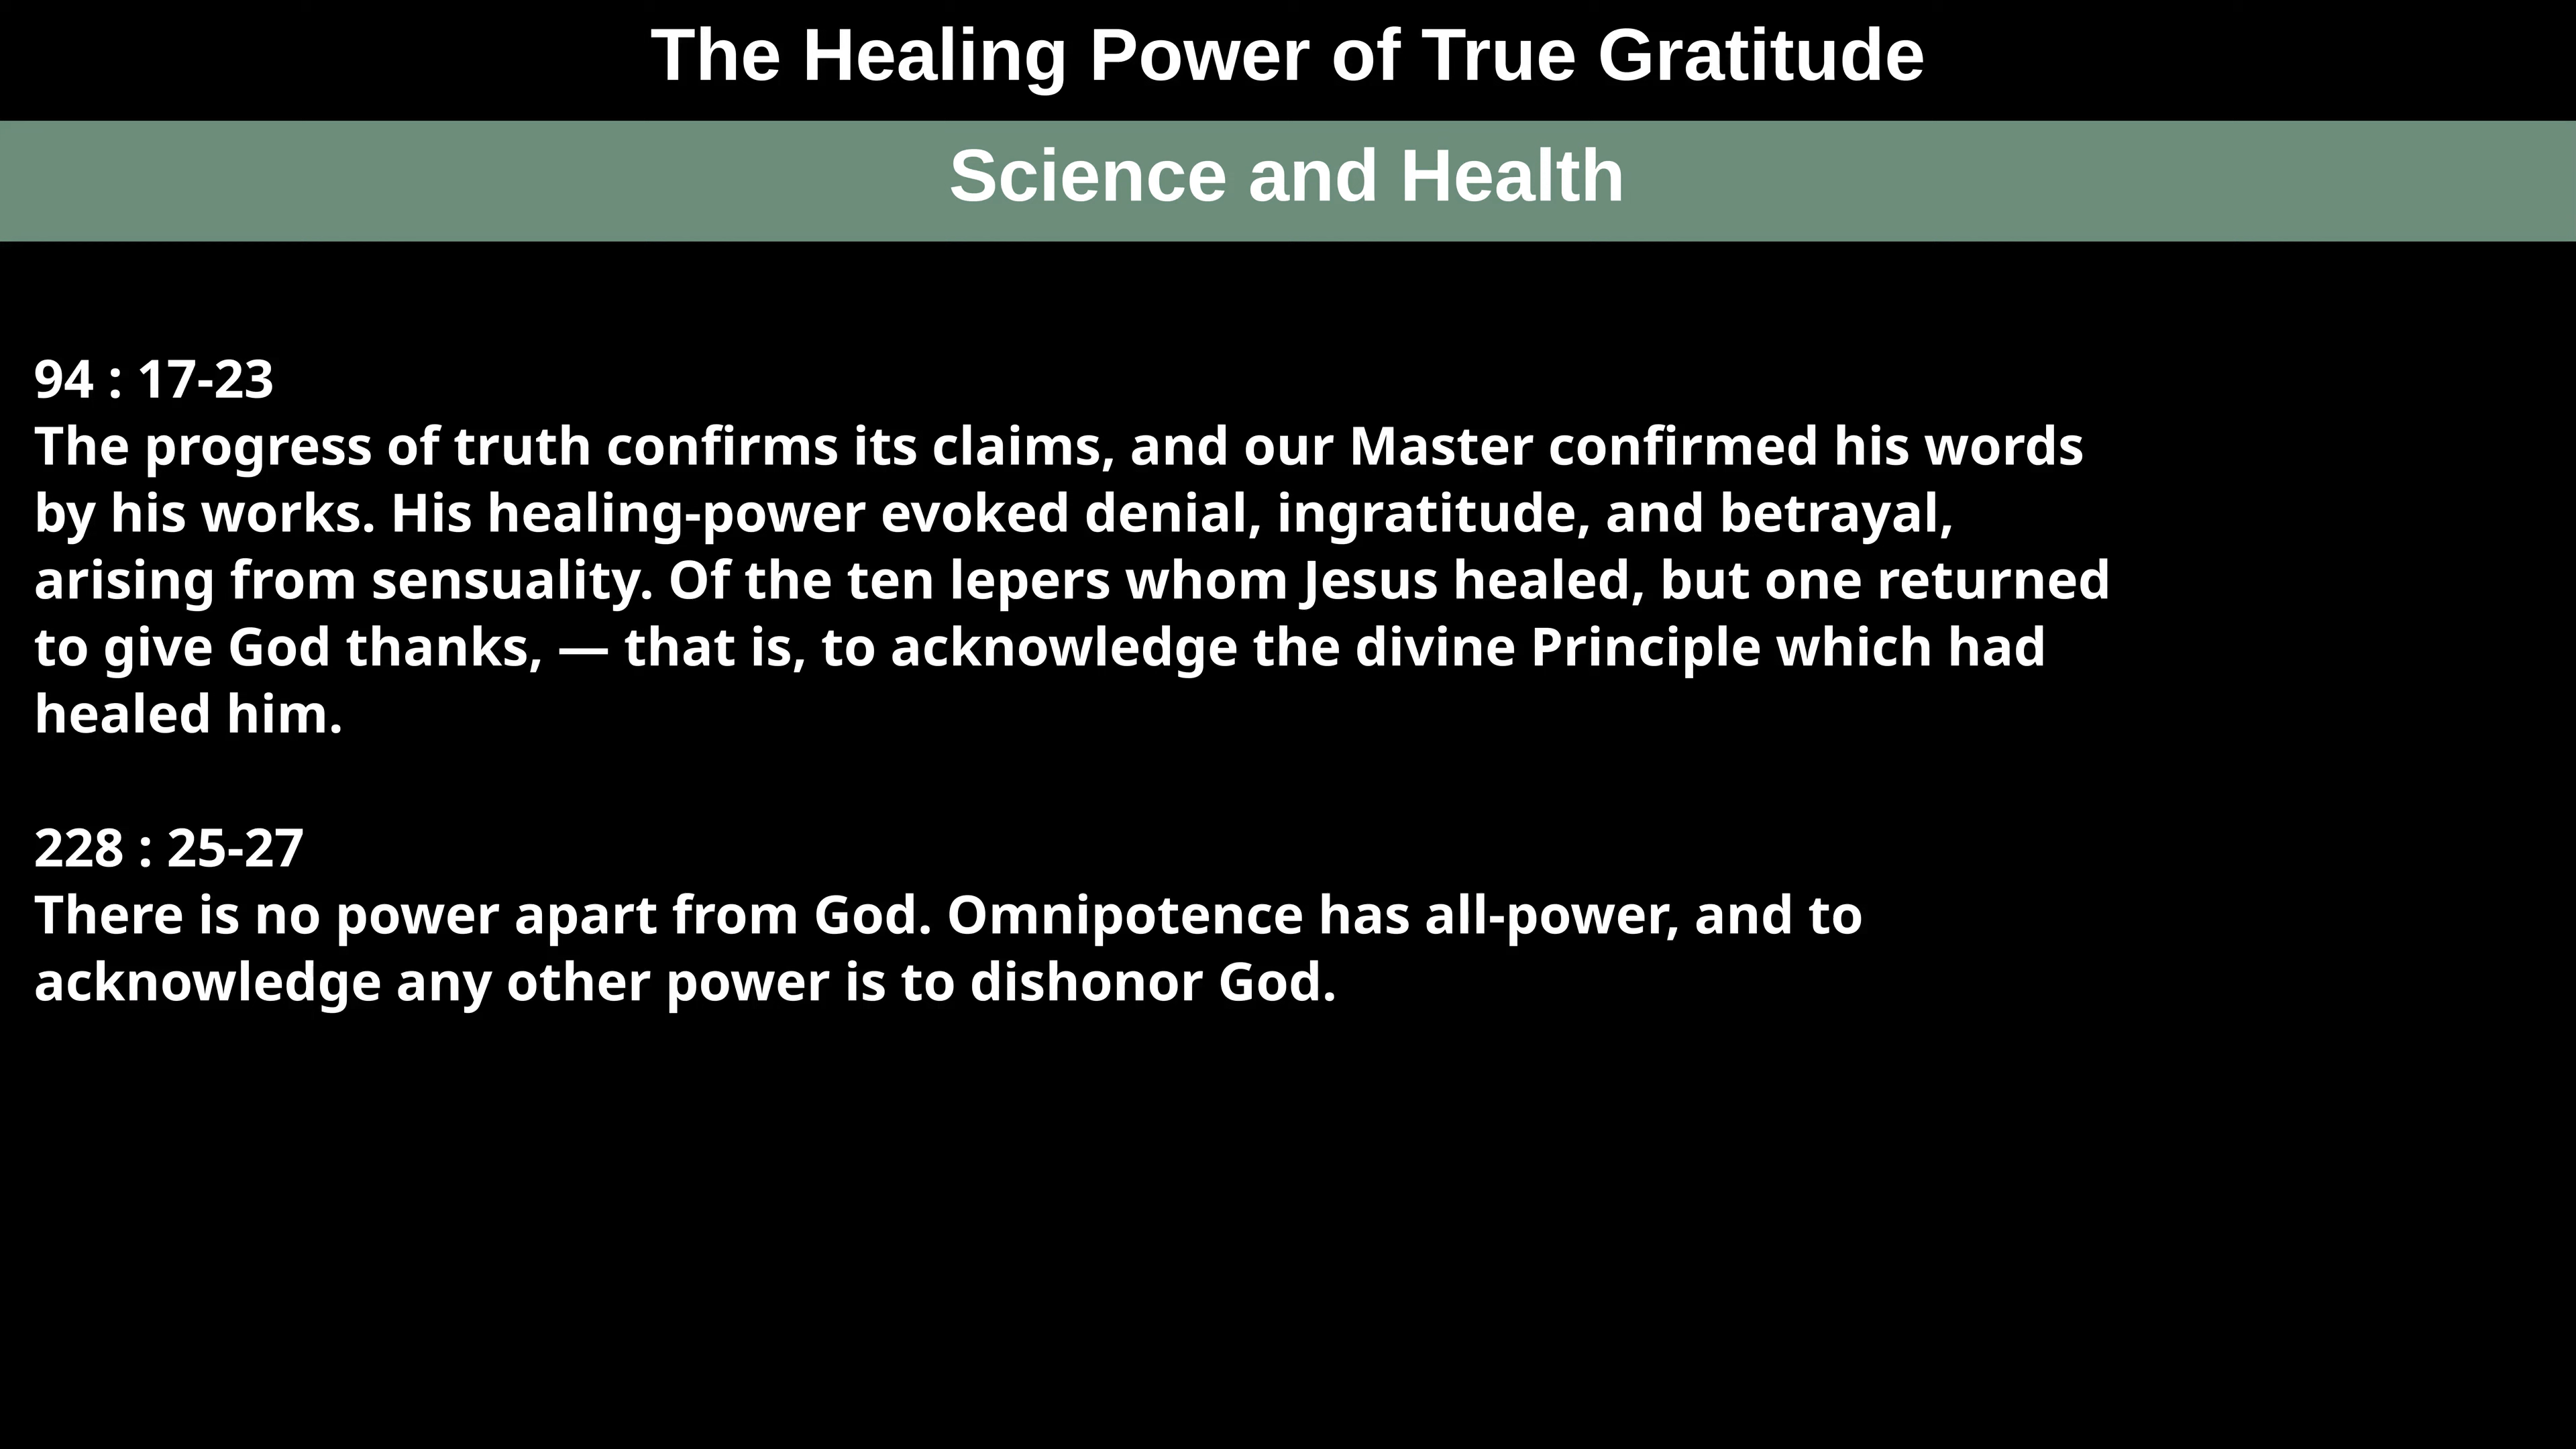 The Healing Power of True Gratitude
Science and Health
94 : 17-23
The progress of truth confirms its claims, and our Master confirmed his words
by his works. His healing-power evoked denial, ingratitude, and betrayal,
arising from sensuality. Of the ten lepers whom Jesus healed, but one returned
to give God thanks, — that is, to acknowledge the divine Principle which had
healed him.
228 : 25-27
There is no power apart from God. Omnipotence has all-power, and to
acknowledge any other power is to dishonor God.